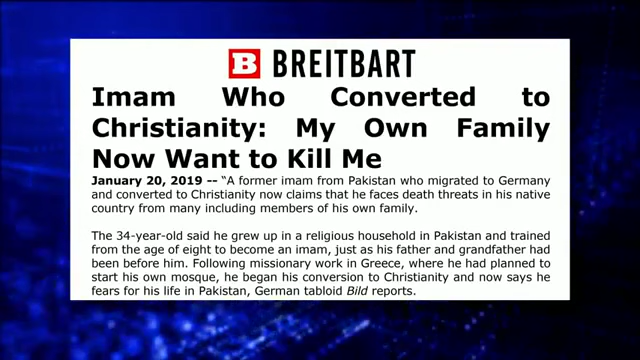 B BREITBART
Imam Who Converted to
Christianity: My Own Family
Now Want to Kill Me
January 20, 2019 -- “A former imam from Pakistan who migrated to Germany
and converted to Christianity now claims that he faces death threats in his native
country from many including members of his own family.
The 34-year-old said he grew up in a religious household in Pakistan and trained
from the age of eight to become an imam, just as his father and grandfather had
been before him. Following missionary work in Greece, where he had planned to
start his own mosque, he began his conversion to Christianity and now says he
fears for his life in Pakistan, German tabloid Bild reports.